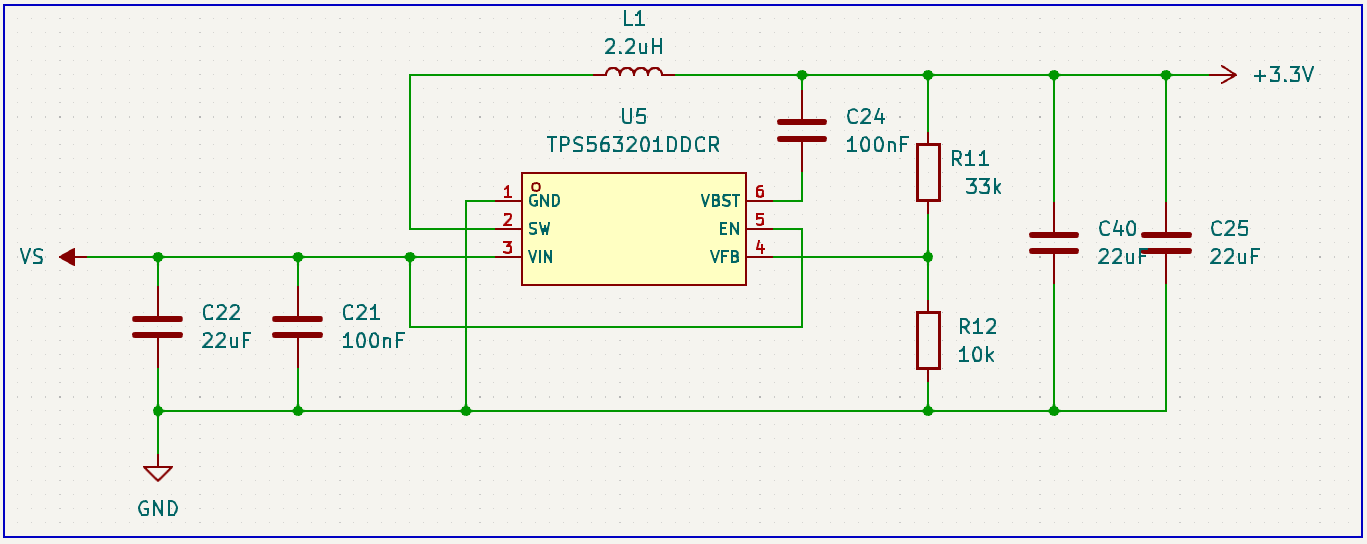 L1
2.2uH
+3.3V
U5
TPS563201DDCR
C24
100nF
R11
33k
1
GND
2
SW
3
VIN
VBST
6
EN
5
VFB
4
C40
22uF
C25
22uF
VS
C22
22uF
C21
100nF
R12
10k
GND